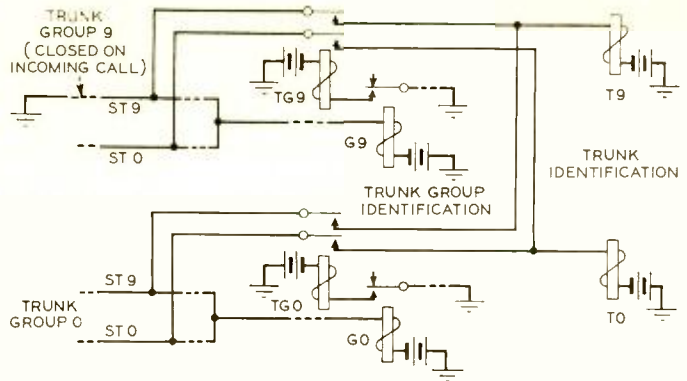 TRUNK
GROUP 9
(CLOSED ON
INCOMING CALL)
ST 9
ST 0
TG9
G9
T9
TRUNK
IDENTIFICATION
TRUNK GROUP
IDENTIFICATION
TRUNK
GROUP 0
ST 9
ST 0
TG0
G0
T0